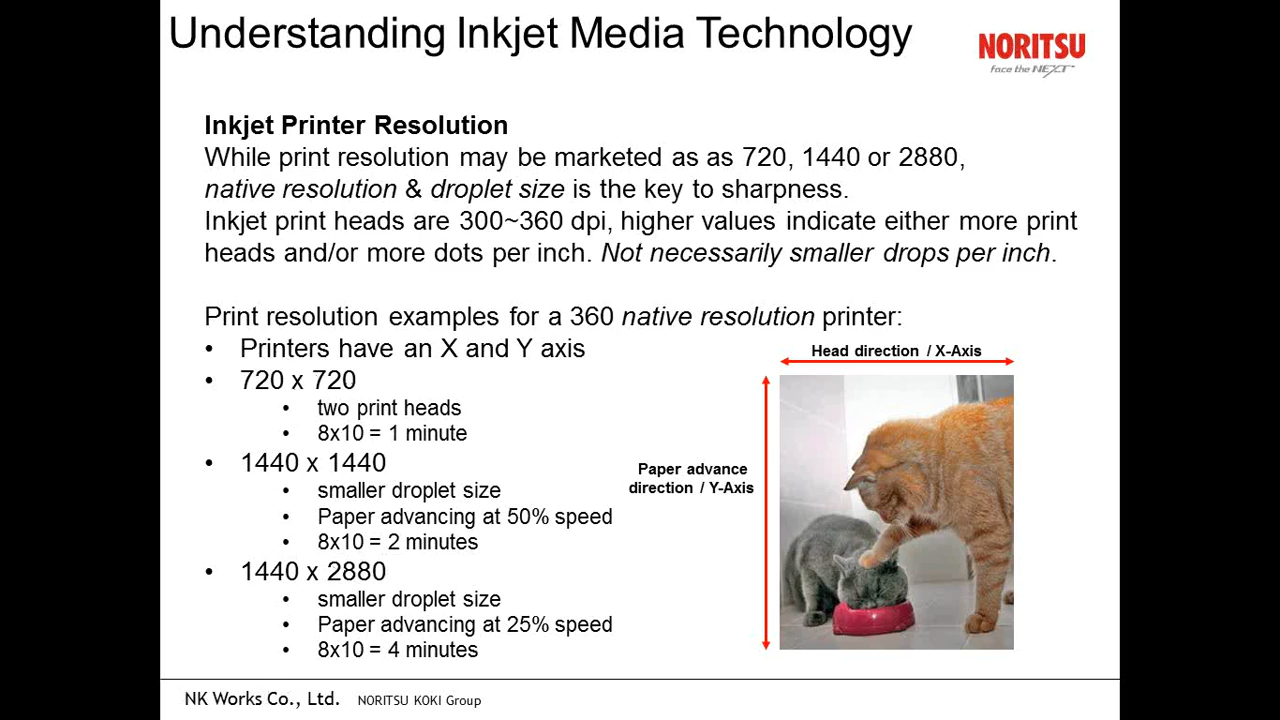 Understanding Inkjet Media Technology
NORITSU
face the NEXT™
Inkjet Printer Resolution
While print resolution may be marketed as as 720, 1440 or 2880,
native resolution & droplet size is the key to sharpness.
Inkjet print heads are 300~360 dpi, higher values indicate either more print
heads and/or more dots per inch. Not necessarily smaller drops per inch.
Print resolution examples for a 360 native resolution printer:
• Printers have an X and Y axis
• 720 x 720
• two print heads
• 8x10 = 1 minute
• 1440 x 1440
• smaller droplet size
• Paper advancing at 50% speed
• 8x10 = 2 minutes
• 1440 x 2880
• smaller droplet size
• Paper advancing at 25% speed
• 8x10 = 4 minutes
Head direction / X-Axis
Paper advance
direction / Y-Axis
NK Works Co., Ltd. NORITSU KOKI Group